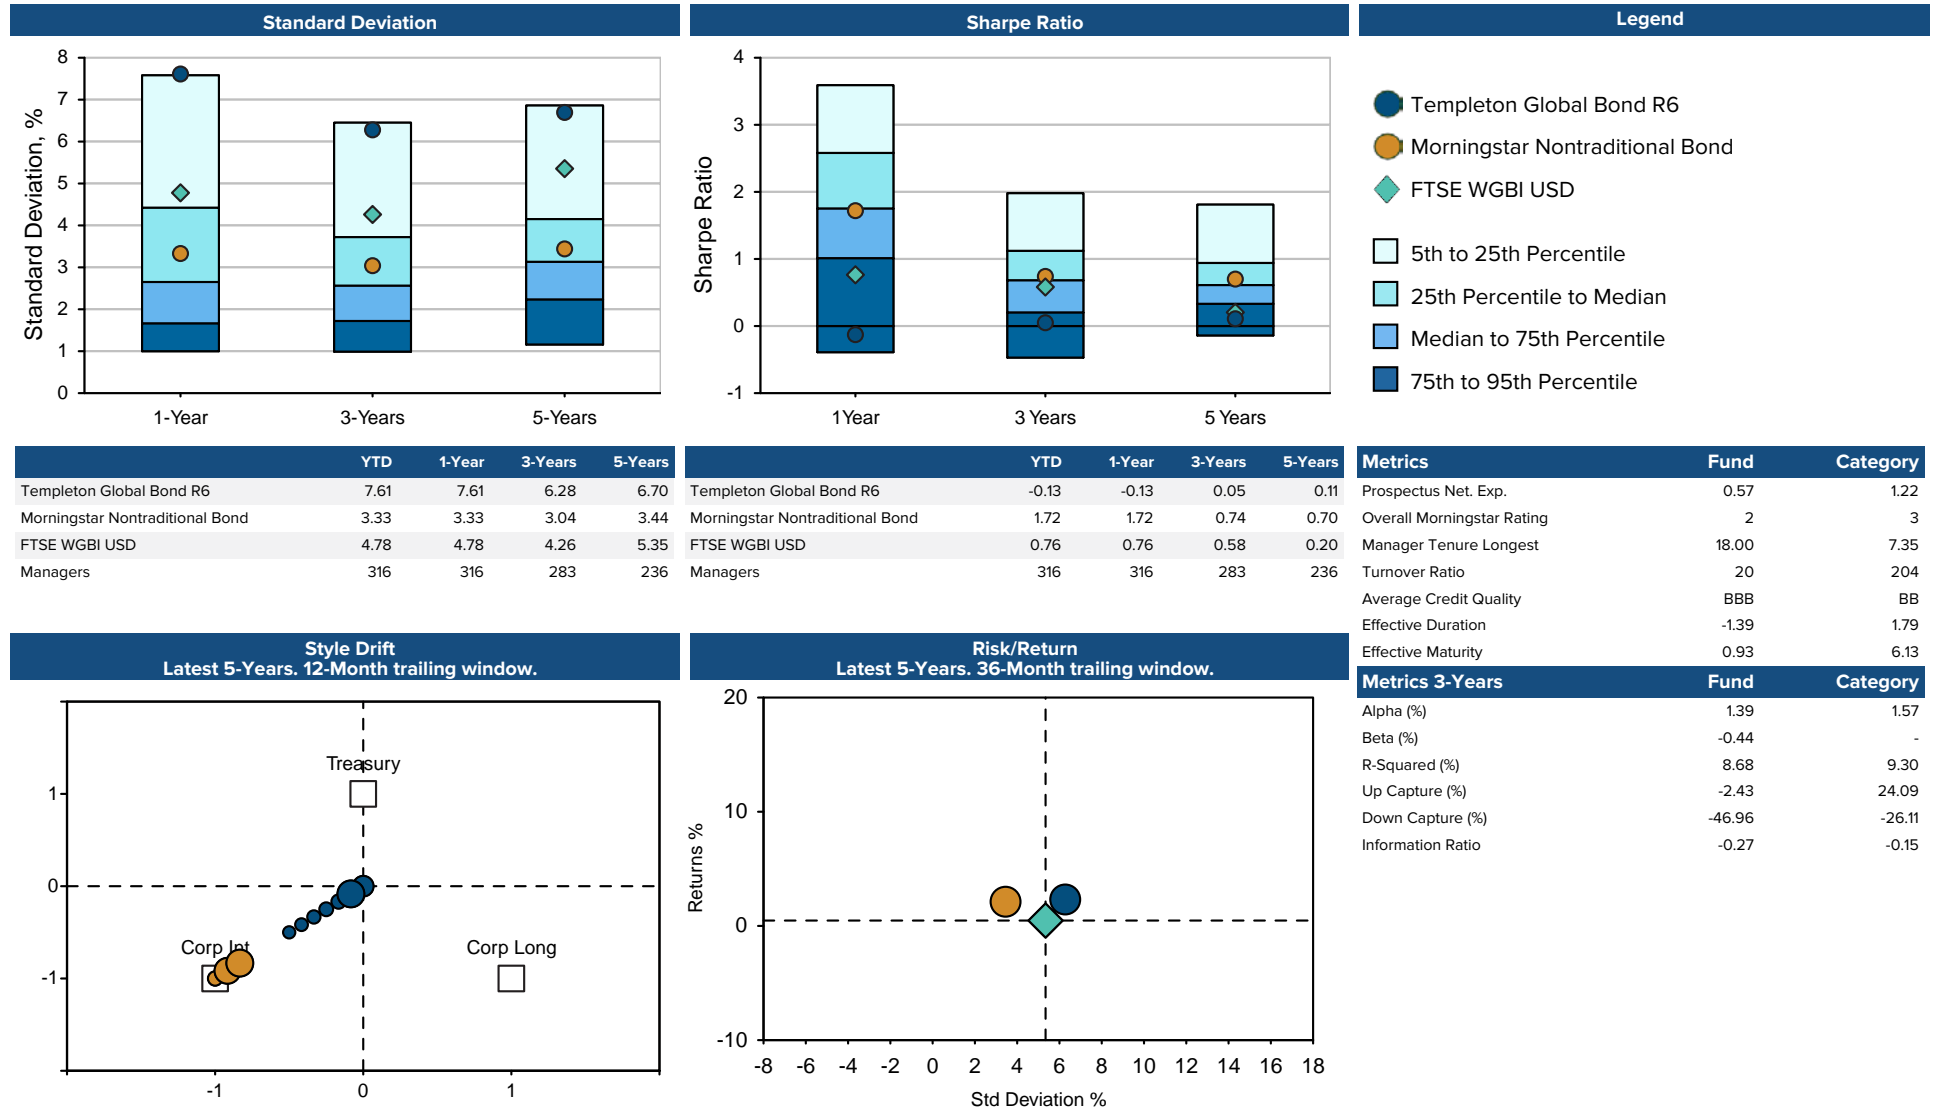 Standard Deviation
Sharpe Ratio
Legend
8
7
6
5
4
3
2
1
0
Standard Deviation, %
1-Year
3-Years
5-Years
4
3
2
1
0
-1
Sharpe Ratio
1Year
3 Years
5 Years
Templeton Global Bond R6
Morningstar Nontraditional Bond
FTSE WGBI USD
5th to 25th Percentile
25th Percentile to Median
Median to 75th Percentile
75th to 95th Percentile
YTD 1-Year 3-Years 5-Years
Templeton Global Bond R6 7.61 7.61 6.28 6.70
Morningstar Nontraditional Bond 3.33 3.33 3.04 3.44
FTSE WGBI USD 4.78 4.78 4.26 5.35
Managers 316 316 283 236
YTD 1-Year 3-Years 5-Years
Templeton Global Bond R6 -0.13 -0.13 0.05 0.11
Morningstar Nontraditional Bond 1.72 1.72 0.74 0.70
FTSE WGBI USD 0.76 0.76 0.58 0.20
Managers 316 316 283 236
Metrics Fund Category
Prospectus Net. Exp. 0.57 1.22
Overall Morningstar Rating 2 3
Manager Tenure Longest 18.00 7.35
Turnover Ratio 20 204
Average Credit Quality BBB BB
Effective Duration -1.39 1.79
Effective Maturity 0.93 6.13
Metrics 3-Years Fund Category
Alpha (%) 1.39 1.57
Beta (%) -0.44 -
R-Squared (%) 8.68 9.30
Up Capture (%) -2.43 24.09
Down Capture (%) -46.96 -26.11
Information Ratio -0.27 -0.15
Style Drift
Latest 5-Years. 12-Month trailing window.
Treasury
Corp Int
Corp Long
1
0
-1
-1 0 1
Risk/Return
Latest 5-Years. 36-Month trailing window.
20
10
0
-10
Returns %
-8 -6 -4 -2 0 2 4 6 8 10 12 14 16 18
Std Deviation %